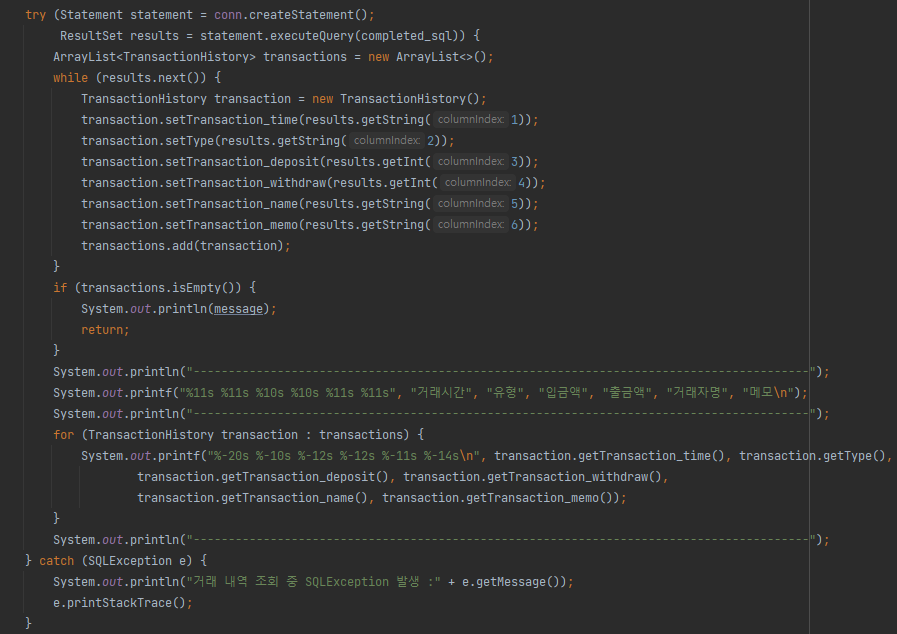 try (Statement statement = conn.createStatement();
ResultSet results = statement.executeQuery(completed_sql)) {
ArrayList<TransactionHistory> transactions = new ArrayList<>();
while (results.next()) {
TransactionHistory transaction = new TransactionHistory();
transaction.setTransaction_time(results.getString( columnIndex: 1));
transaction.setType(results.getString( columnIndex: 2));
transaction.setTransaction_deposit(results.getInt( columnIndex: 3));
transaction.setTransaction_withdraw(results.getInt( columnIndex: 4));
transaction.setTransaction_name(results.getString( columnIndex: 5));
transaction.setTransaction_memo(results.getString( columnIndex: 6));
transactions.add(transaction);
}
if (transactions.isEmpty()) {
System.out.println(message);
return;
}
System.out.println("----------------------------------------------------------------------------------------");
System.out.printf("%11s %11s %10s %10s %11s %11s", "거래시간", "유형", "입금액", "출금액", "거래자명", "메모\n");
System.out.println("----------------------------------------------------------------------------------------");
for (TransactionHistory transaction : transactions) {
System.out.printf("%-20s %-10s %-12s %-12s %-11s %-14s\n", transaction.getTransaction_time(), transaction.getType(),
transaction.getTransaction_deposit(), transaction.getTransaction_withdraw(),
transaction.getTransaction_name(), transaction.getTransaction_memo());
}
System.out.println("----------------------------------------------------------------------------------------");
} catch (SQLException e) {
System.out.println("거래 내역 조회 중 SQLException 발생 :" + e.getMessage());
e.printStackTrace();
}